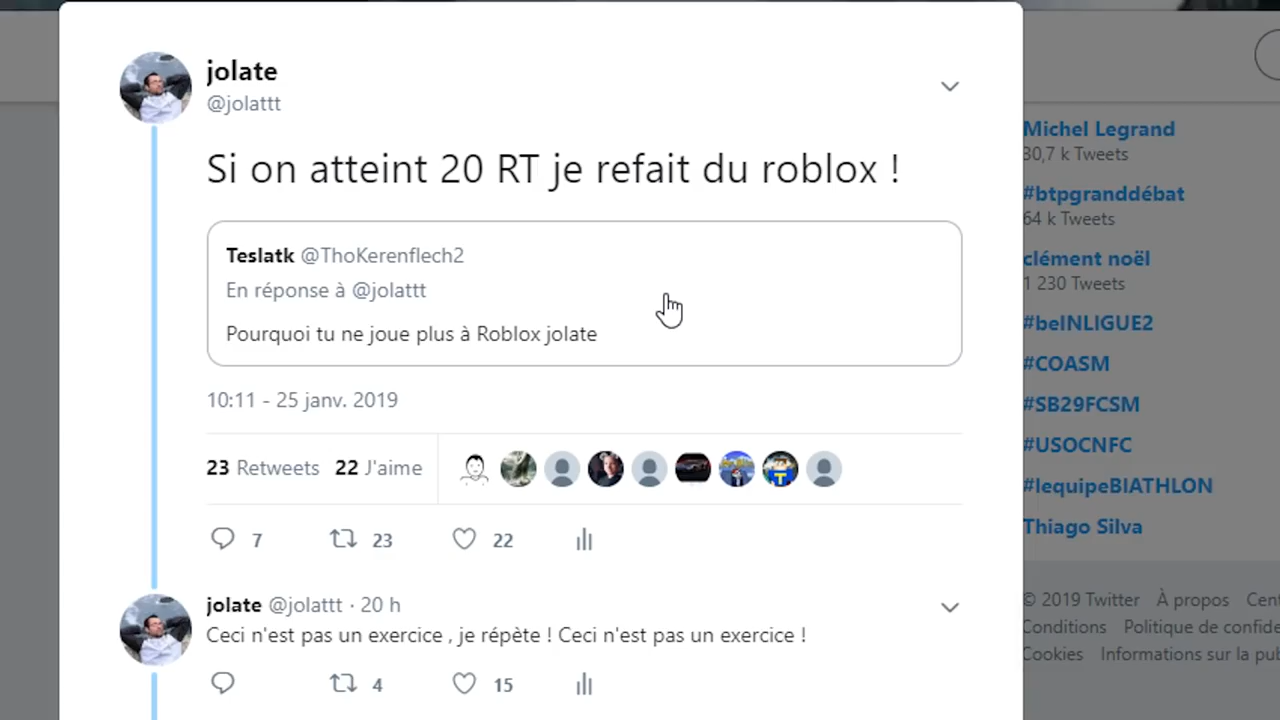 jolate
@jolattt
Si on atteint 20 RT je refait du roblox !
Teslatk @ThoKerenflech2
En réponse à @jolattt
Pourquoi tu ne joue plus à Roblox jolate
10:11 - 25 janv. 2019
23 Retweets 22 J'aime
7 23 22
jolate @jolattt · 20 h
Ceci n'est pas un exercice , je répète ! Ceci n'est pas un exercice !
4 15
Michel Legrand
30,7 k Tweets
#btpgranddébat
64 k Tweets
clément noël
1 230 Tweets
#beINLIGUE2
#COASM
#SB29FCSM
#USOCNFC
#lequipeBIATHLON
Thiago Silva
© 2019 Twitter À propos Cent
Conditions Politique de confide
Cookies Informations sur la pub